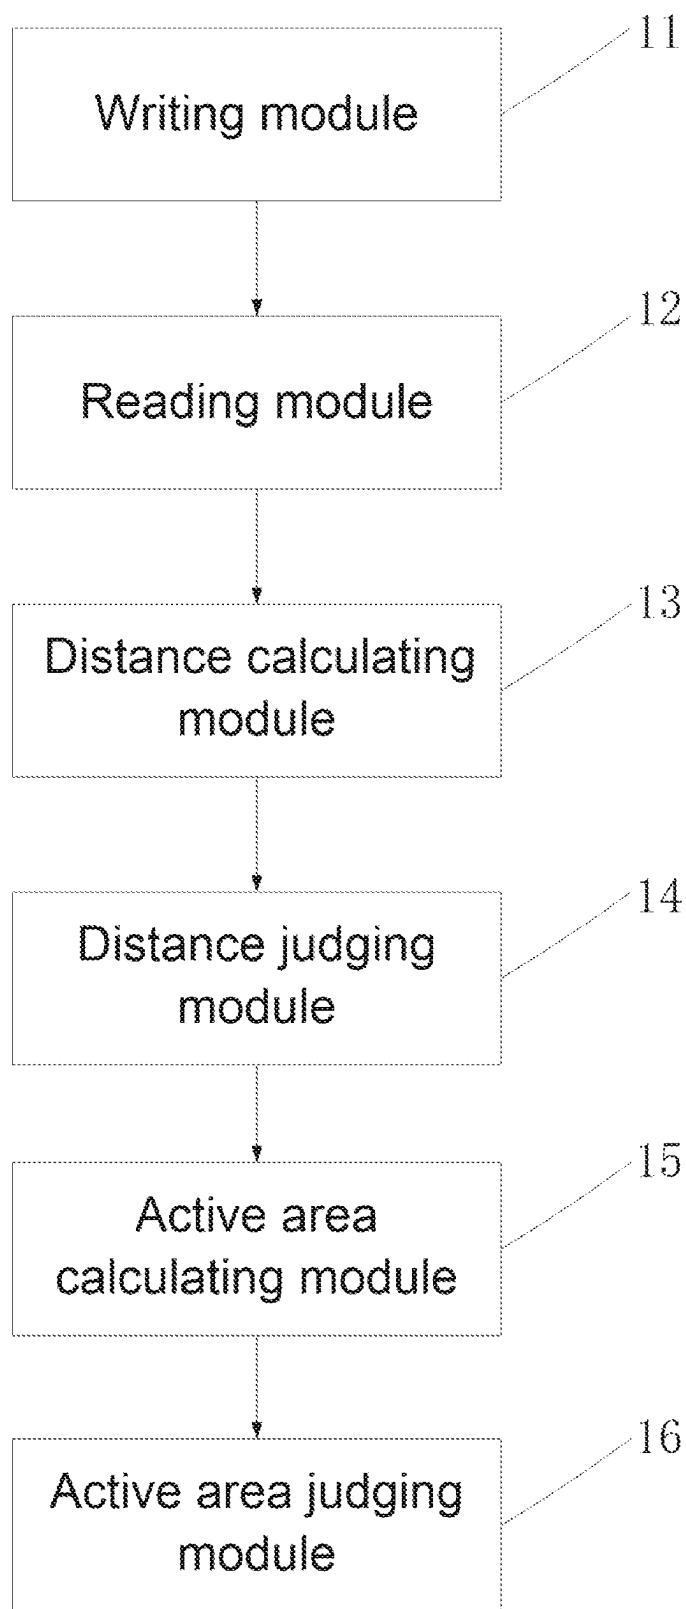 11
Writing module
12
Reading module
13
Distance calculating
module
14
Distance judging
module
15
Active area
calculating module
16
Active area judging
module